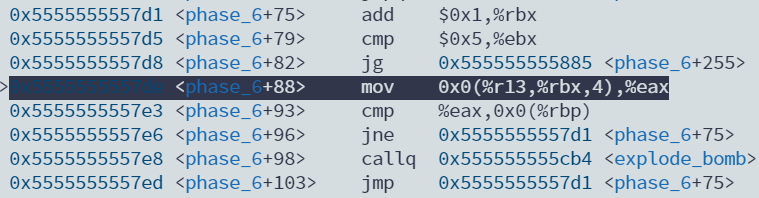 0x5555555557d1 <phase_6+75> add $0x1,%rbx
0x5555555557d5 <phase_6+79> cmp $0x5,%ebx
0x5555555557d8 <phase_6+82> jg 0x555555555885 <phase_6+255>
>0x5555555557de <phase_6+88> mov 0x0(%r13,%rbx,4),%eax
0x5555555557e3 <phase_6+93> cmp %eax,0x0(%rbp)
0x5555555557e6 <phase_6+96> jne 0x5555555557d1 <phase_6+75>
0x5555555557e8 <phase_6+98> callq 0x555555555cb4 <explode_bomb>
0x5555555557ed <phase_6+103> jmp 0x5555555557d1 <phase_6+75>